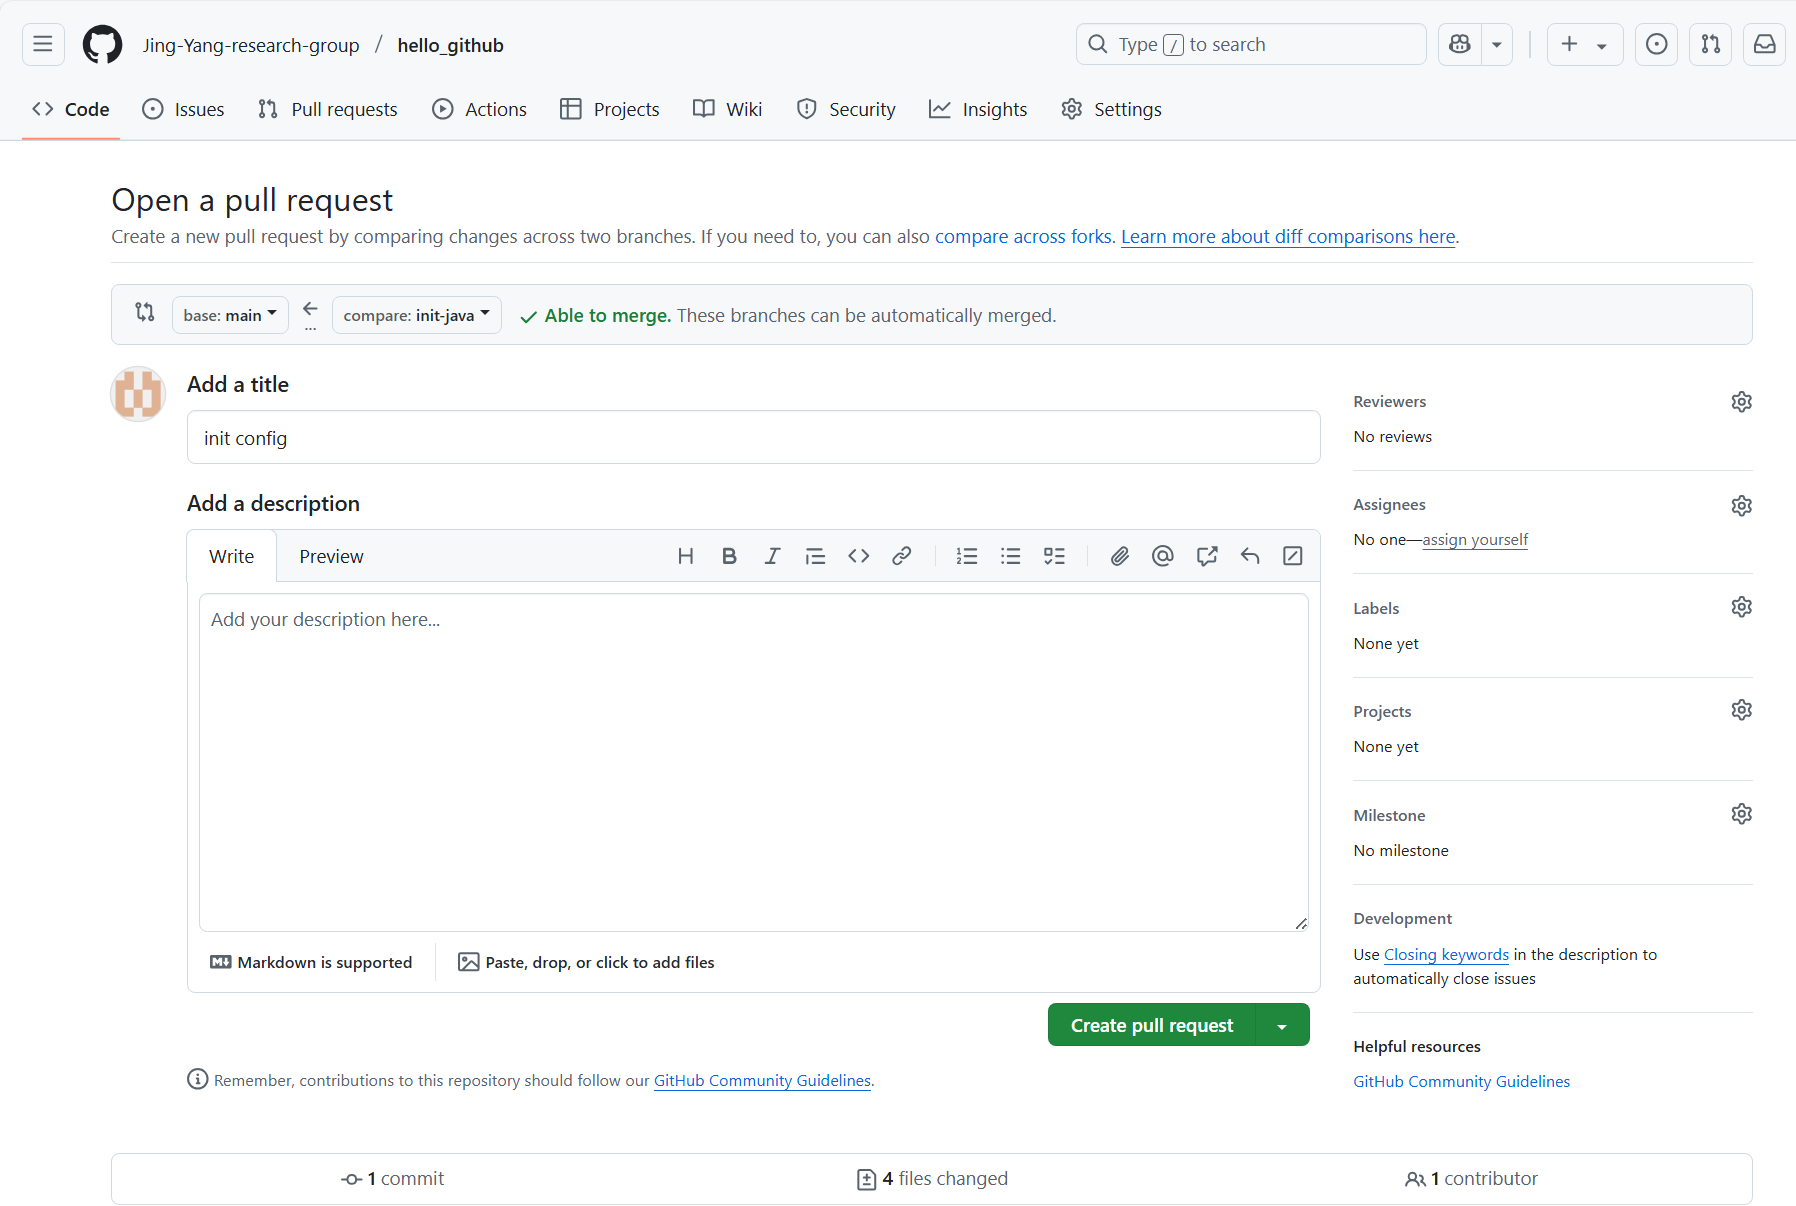 Jing-Yang-research-group / hello_github
Type / to search
Code Issues Pull requests Actions Projects Wiki Security Insights Settings
Open a pull request
Create a new pull request by comparing changes across two branches. If you need to, you can also compare across forks. Learn more about diff comparisons here.
base: main ← ... compare: init-java ✓ Able to merge. These branches can be automatically merged.
Add a title
init config
Add a description
Write Preview
Add your description here...
Markdown is supported
Paste, drop, or click to add files
Create pull request
Remember, contributions to this repository should follow our GitHub Community Guidelines.
Reviewers
No reviews
Assignees
No one—assign yourself
Labels
None yet
Projects
None yet
Milestone
No milestone
Development
Use Closing keywords in the description to
automatically close issues
Helpful resources
GitHub Community Guidelines
1 commit
4 files changed
1 contributor